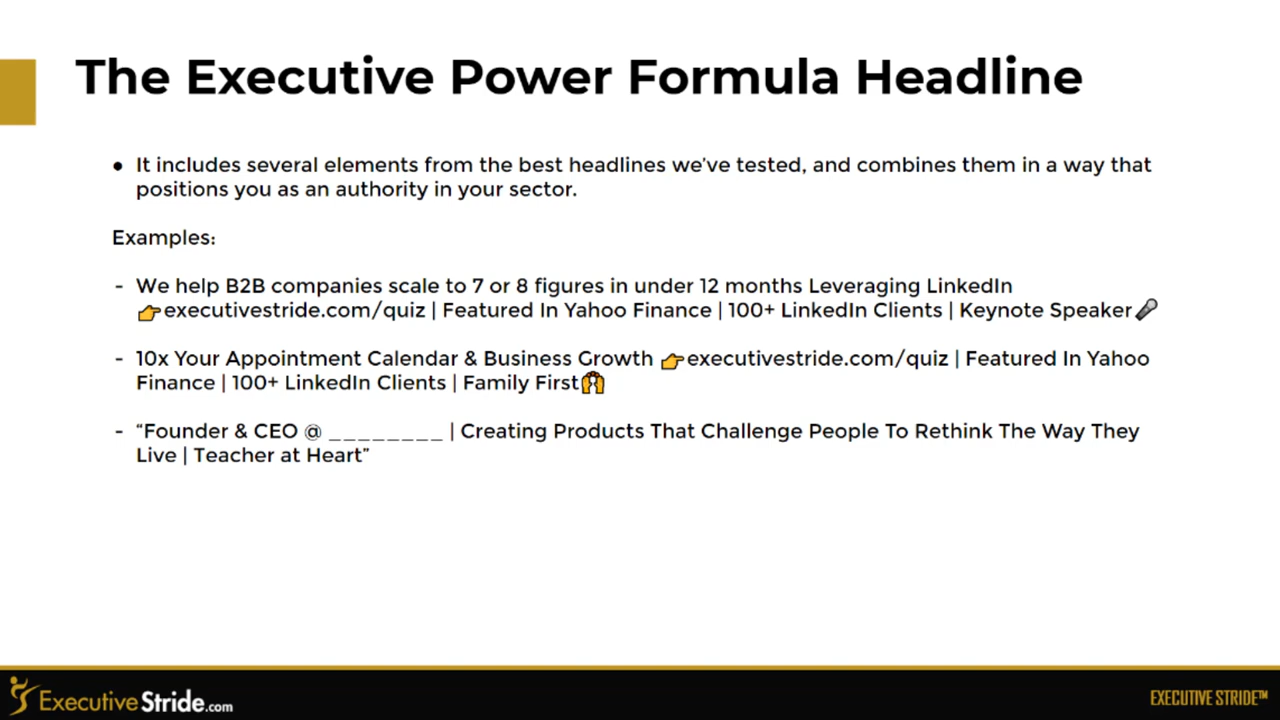 The Executive Power Formula Headline
● It includes several elements from the best headlines we've tested, and combines them in a way that
positions you as an authority in your sector.
Examples:
- We help B2B companies scale to 7 or 8 figures in under 12 months Leveraging LinkedIn
👉executivestride.com/quiz | Featured In Yahoo Finance | 100+ LinkedIn Clients | Keynote Speaker🎤
- 10x Your Appointment Calendar & Business Growth 👉executivestride.com/quiz | Featured In Yahoo
Finance | 100+ LinkedIn Clients | Family First🙌
- “Founder & CEO @ ________ | Creating Products That Challenge People To Rethink The Way They
Live | Teacher at Heart”
ExecutiveStride.com
EXECUTIVE STRIDE™